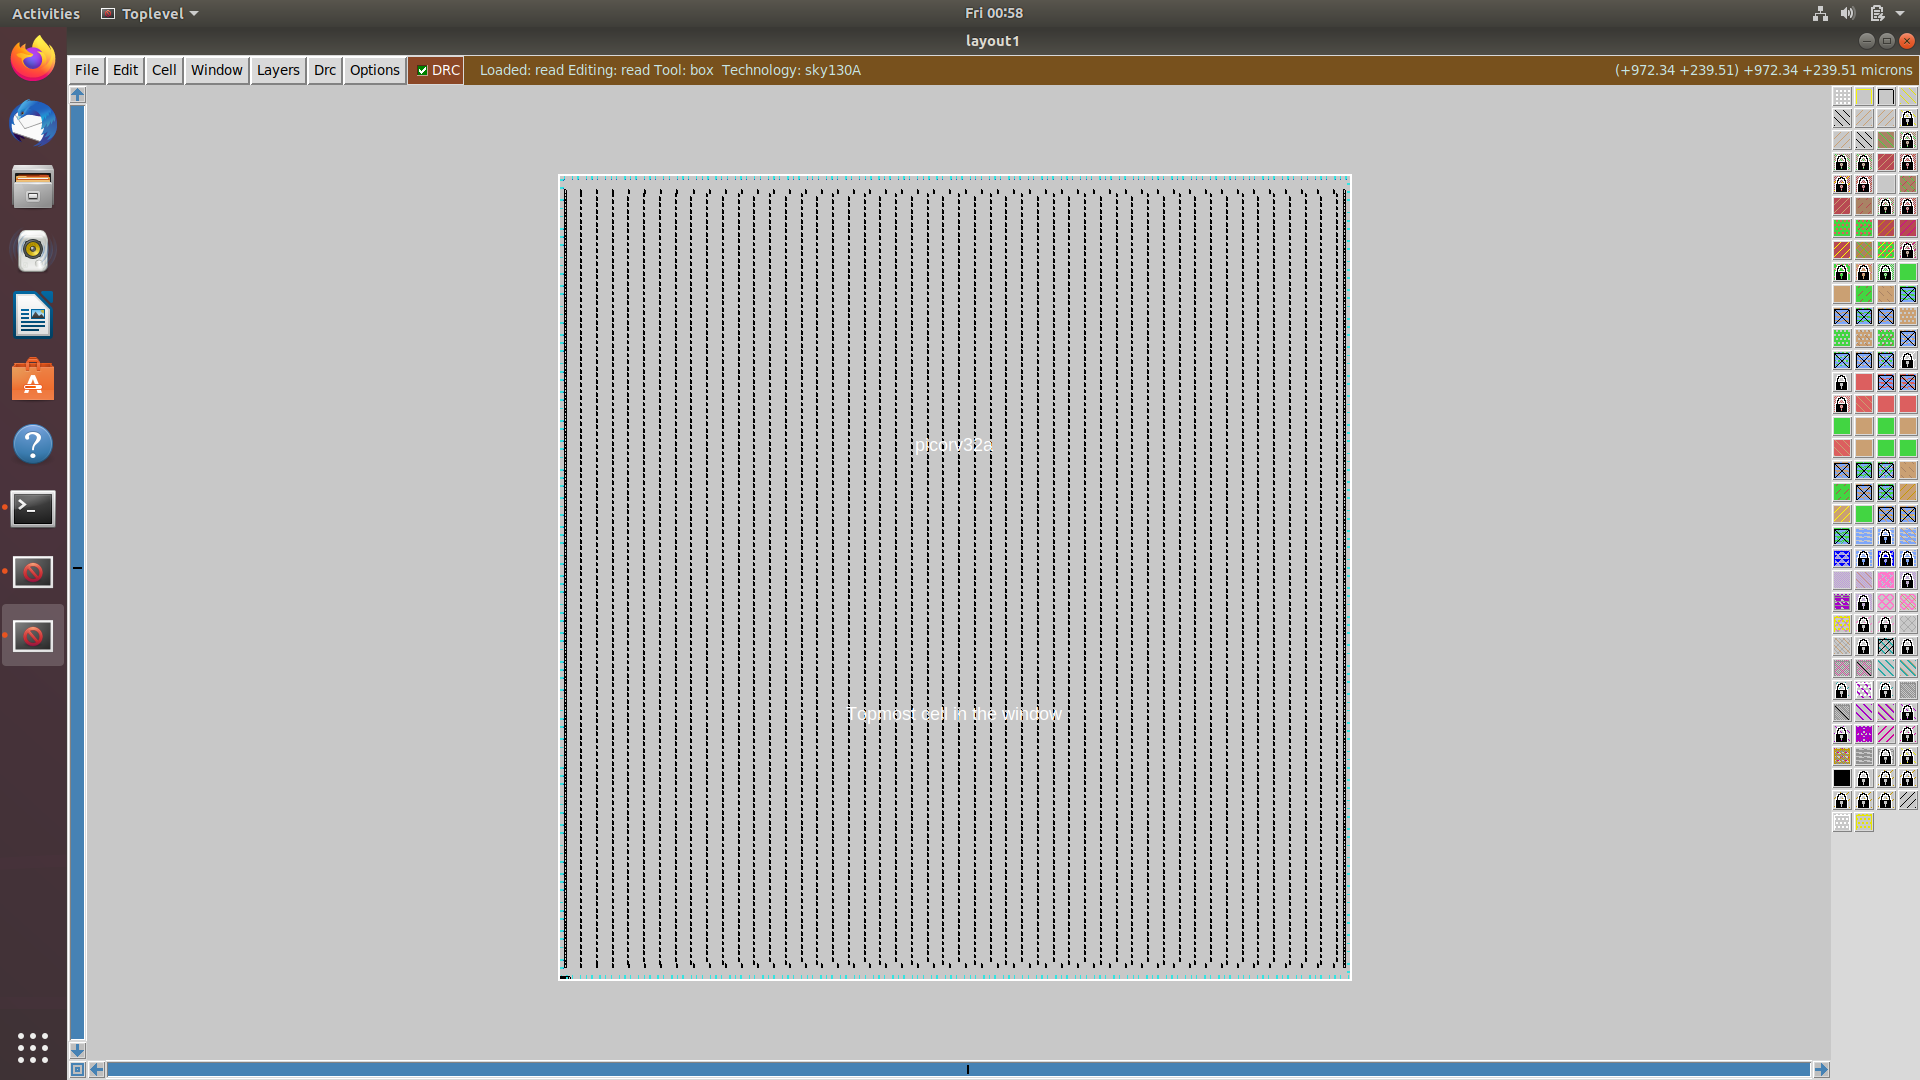 Activities Toplevel Fri 00:58
layout1
File Edit Cell Window Layers Drc Options DRC Loaded: read Editing: read Tool: box Technology: sky130A (+972.34 +239.51) +972.34 +239.51 microns
picorv32a
Topmost cell in the window